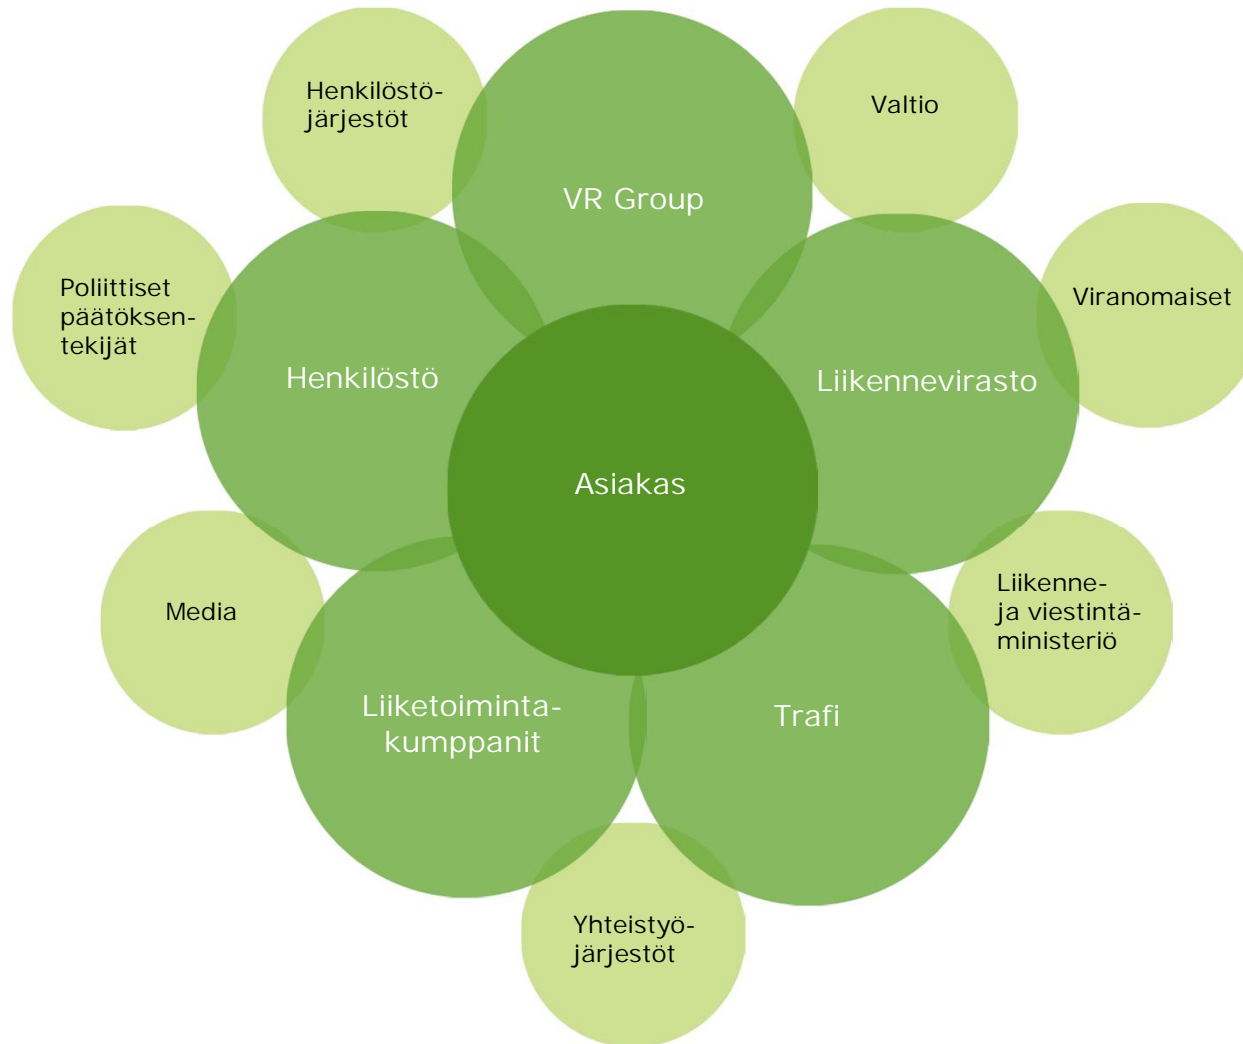 Henkilöstö-
järjestöt
Valtio
VR Group
Poliittiset
päätöksen-
tekijät
Viranomaiset
Henkilöstö
Liikennevirasto
Asiakas
Media
Liikenne-
ja viestintä-
ministeriö
Liiketoiminta-
kumppanit
Trafi
Yhteistyö-
järjestöt